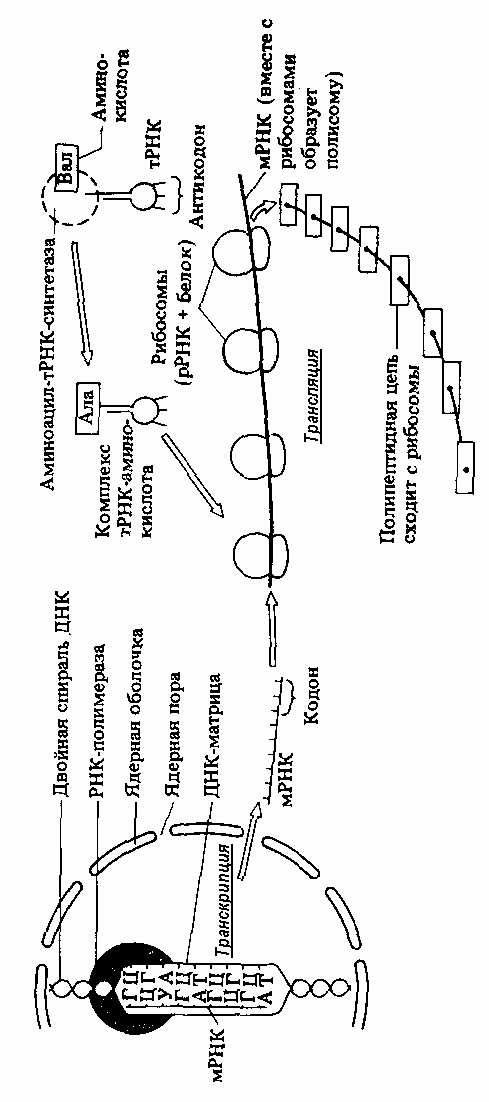 Двойная спираль ДНК
РНК-полимераза
Ядерная оболочка
Ядерная пора
ДНК-матрица
Г Ц
Ц Г
У А
Г Ц
А Т
Г Ц
Ц Г
Г Ц
А Т
мРНК
Транскрипция
мРНК
Кодон
Аминоацил-тРНК-синтетаза
Ала
Комплекс
тРНК-амино-
кислота
Вал
Амино-
кислота
тРНК
Антикодон
Рибосомы
(рРНК + белок)
мРНК (вместе с
рибосомами
образует
полисому)
Трансляция
Полипептидная цепь
сходит с рибосомы